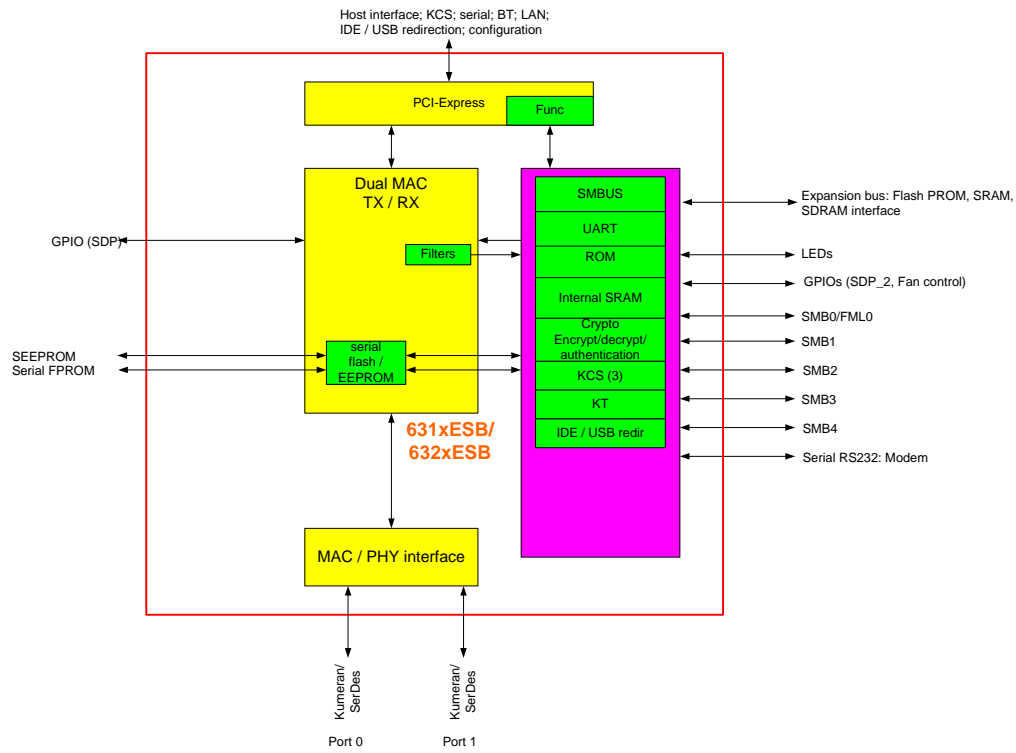 Host interface; KCS; serial; BT; LAN;
IDE / USB redirection; configuration
PCI-Express
Func
Dual MAC
TX / RX
Filters
serial
flash /
EEPROM
GPIO (SDP)
SEEPROM
Serial FPROM
SMBUS
UART
ROM
Internal SRAM
Crypto
Encrypt/decrypt/
authentication
KCS (3)
KT
IDE / USB redir
Expansion bus: Flash PROM, SRAM,
SDRAM interface
LEDs
GPIOs (SDP_2, Fan control)
SMB0/FML0
SMB1
SMB2
SMB3
SMB4
Serial RS232: Modem
631xESB/
632xESB
MAC / PHY interface
Kumeran/
SerDes
Kumeran/
SerDes
Port 0
Port 1